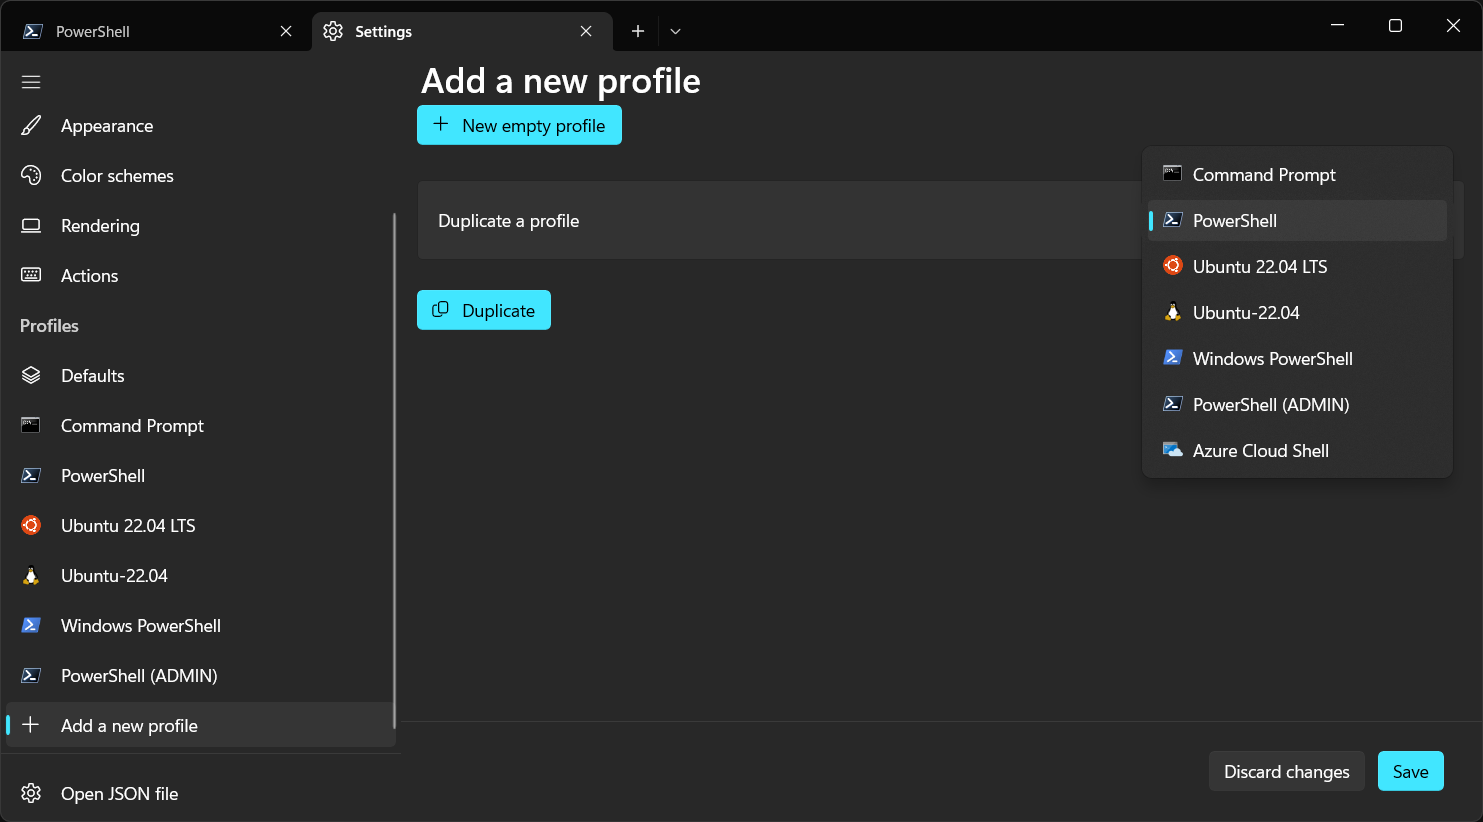 PowerShell
Settings
Add a new profile
New empty profile
Appearance
Color schemes
Rendering
Actions
Profiles
Defaults
Command Prompt
PowerShell
Ubuntu 22.04 LTS
Ubuntu-22.04
Windows PowerShell
PowerShell (ADMIN)
Add a new profile
Open JSON file
Duplicate a profile
Duplicate
Command Prompt
PowerShell
Ubuntu 22.04 LTS
Ubuntu-22.04
Windows PowerShell
PowerShell (ADMIN)
Azure Cloud Shell
Discard changes
Save